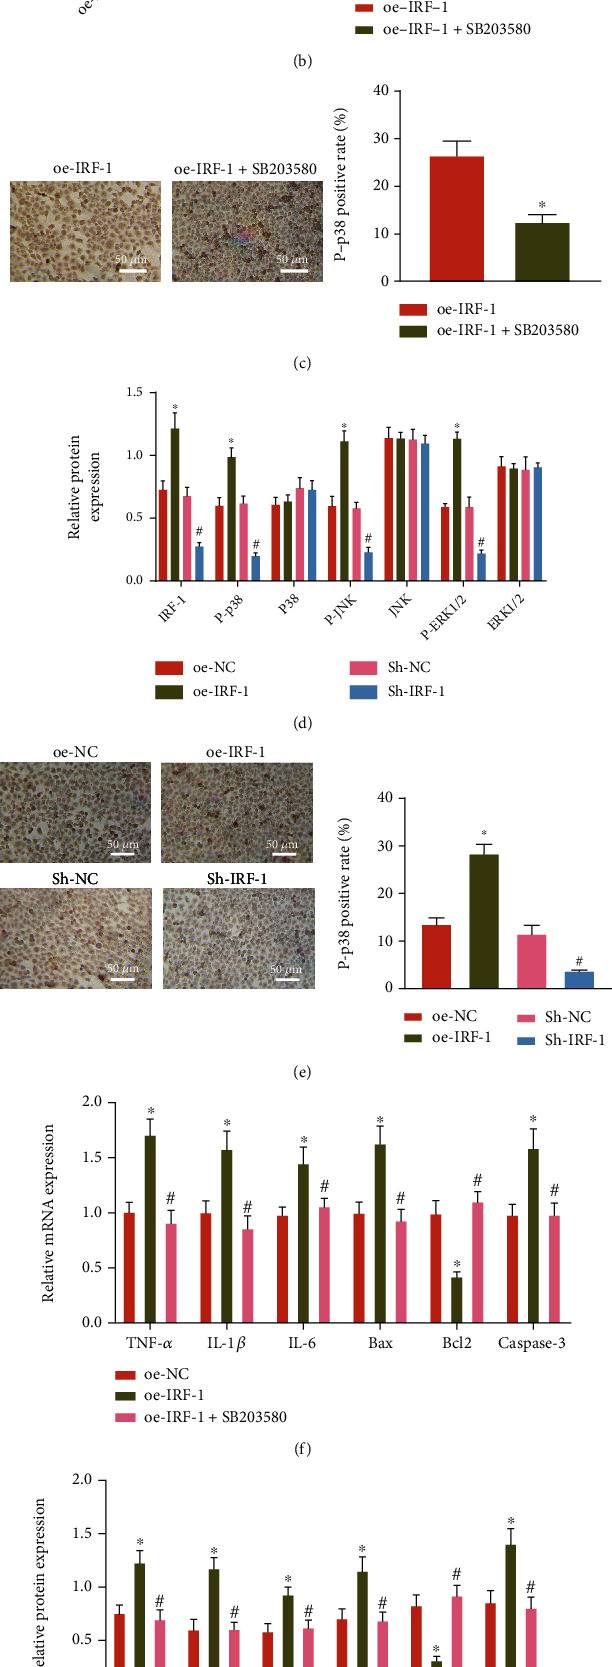 oe–IRF–1
oe–IRF–1 + SB203580
(b)
oe-IRF-1
oe-IRF-1 + SB203580
50 μm
50 μm
P–p38 positive rate (%)
40
30
20
10
0
*
oe-IRF-1
oe-IRF-1 + SB203580
(c)
Relative protein
expression
1.5
1.0
0.5
0.0
* # * # * # * #
IRF-1 P-p38 P38 P-JNK JNK P-ERK1/2 ERK1/2
oe-NC Sh-NC
oe-IRF-1 Sh-IRF-1
(d)
oe-NC oe-IRF-1
50 μm 50 μm
Sh-NC Sh-IRF-1
50 μm 50 μm
P-p38 positive rate (%)
40
30
20
10
0
* #
oe-NC Sh-NC
oe-IRF-1 Sh-IRF-1
(e)
Relative mRNA expression
2.0
1.5
1.0
0.5
0.0
* # * # * # * # * # * #
TNF-α IL-1β IL-6 Bax Bcl2 Caspase-3
oe-NC
oe-IRF-1
oe-IRF-1 + SB203580
(f)
elative protein expression
2.0
1.5
1.0
0.5
* # * # * # * # * # * #